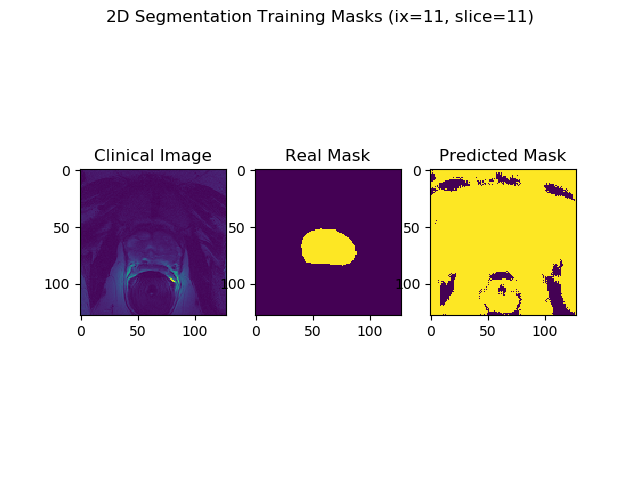 2D Segmentation Training Masks (ix=11, slice=11)
Clinical Image Real Mask Predicted Mask
0 0 0
50 50 50
100 100 100
0 50 100 0 50 100 0 50 100